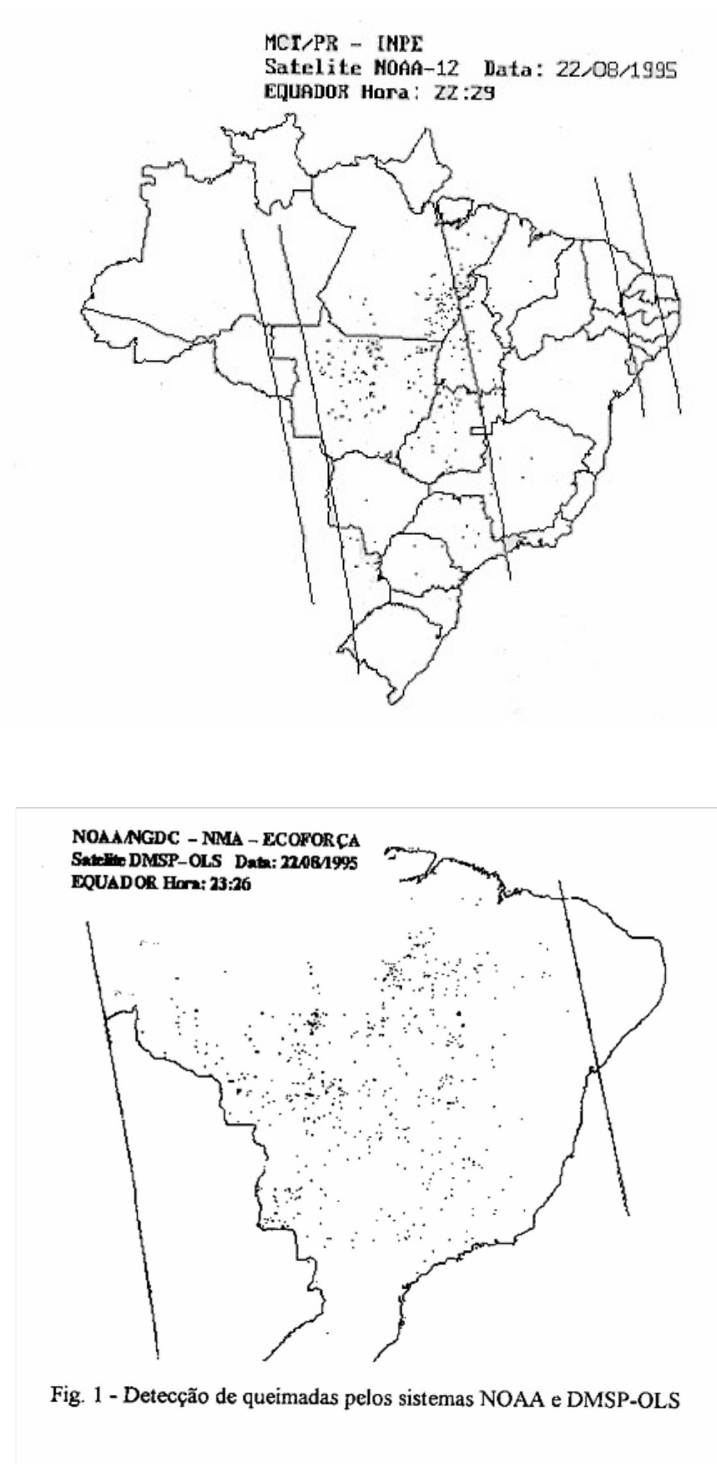 MCT/PR - INPE
Satelite NOAA-12 Data: 22/08/1995
EQUADOR Hora: 22:29
NOAA/NGDC - NMA - ECOFORÇA
Satelite DMSP-OLS Data: 22/08/1995
EQUADOR Hora: 23:26
Fig. 1 - Detecção de queimadas pelos sistemas NOAA e DMSP-OLS